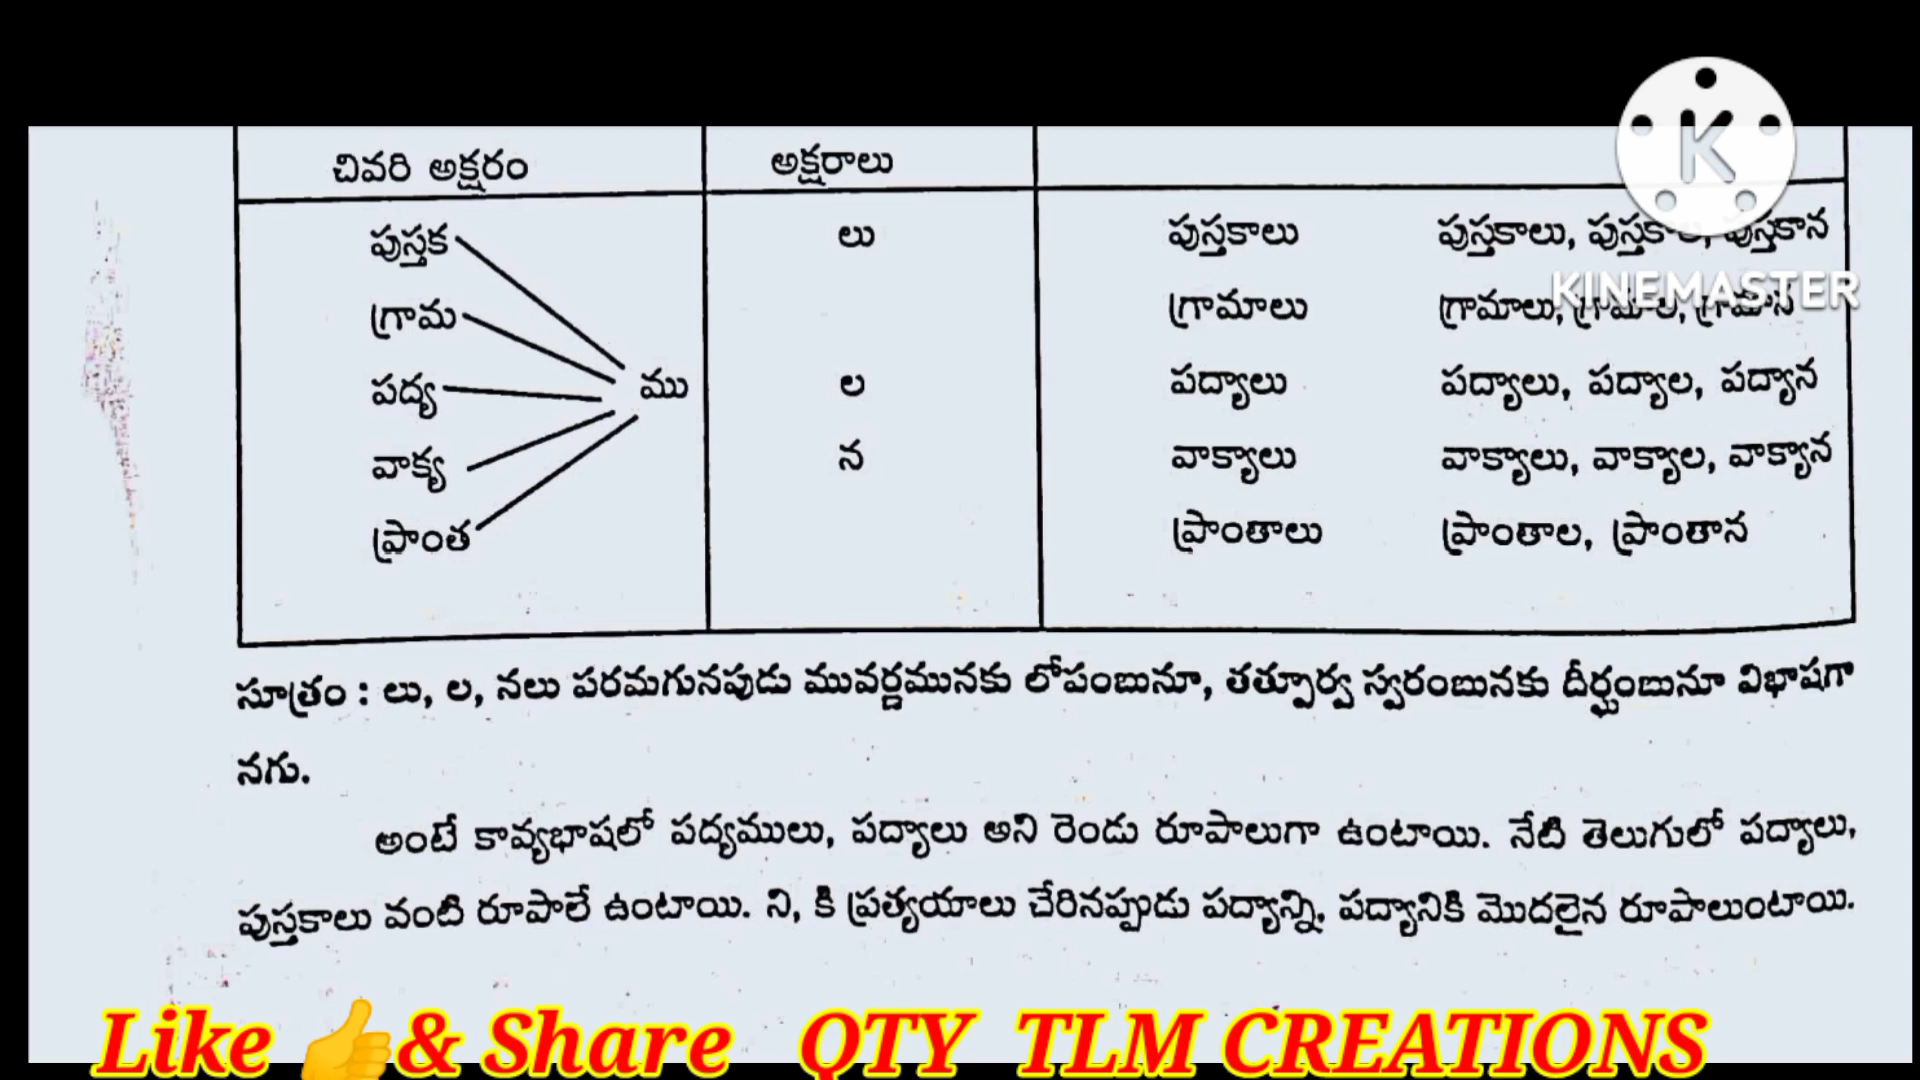 చివరి అక్షరం అక్షరాలు
పుస్తక లు పుస్తకాలు పుస్తకాలు, పుస్తకాల, పుస్తకాన
KINEMASTER
గ్రామ గ్రామాలు గ్రామాలు, గ్రామాల, గ్రామాన
పద్య ము ల పద్యాలు పద్యాలు, పద్యాల, పద్యాన
వాక్య న వాక్యాలు వాక్యాలు, వాక్యాల, వాక్యాన
ప్రాంత ప్రాంతాలు ప్రాంతాల, ప్రాంతాన
సూత్రం : లు, ల, నలు పరమగునపుడు మువర్ణమునకు లోపంబునూ, తత్పూర్వ స్వరంబునకు దీర్ఘంబునూ విభాషగా
నగు.
అంటే కావ్యభాషలో పద్యములు, పద్యాలు అని రెండు రూపాలుగా ఉంటాయి. నేటి తెలుగులో పద్యాలు,
పుస్తకాలు వంటి రూపాలే ఉంటాయి. ని, కి ప్రత్యయాలు చేరినప్పుడు పద్యాన్ని, పద్యానికి మొదలైన రూపాలుంటాయి.
Like 👍& Share QTY TLM CREATIONS